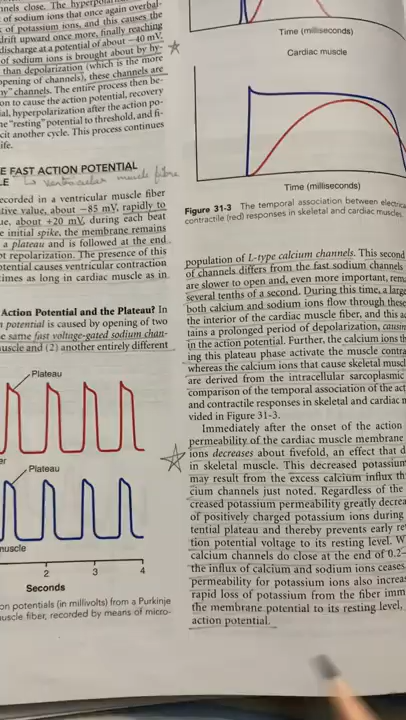 nnels close. The hyperpolar-
of sodium ions that once again overbal-
of potassium ions, and this causes the
drift upward once more, finally reaching
discharge at a potential of about −40 mV.
of sodium ions is brought about by hy-
than depolarization (which is the more
opening of channels), these channels are
ny” channels. The entire process then be-
on to cause the action potential, recovery
ial, hyperpolarization after the action po-
he “resting” potential to threshold, and fi-
cit another cycle. This process continues
life.
E FAST ACTION POTENTIAL
LE
ventricular muscle fibre
ecorded in a ventricular muscle fiber
tive value, about −85 mV, rapidly to
ue, about +20 mV, during each beat
e initial spike, the membrane remains
a plateau and is followed at the end
t repolarization. The presence of this
otential causes ventricular contraction
times as long in cardiac muscle as in
Action Potential and the Plateau? In
n potential is caused by opening of two
e same fast voltage-gated sodium chan-
uscle and (2) another entirely different
Plateau
er
Plateau
muscle
2 3 4
Seconds
on potentials (in millivolts) from a Purkinje
uscle fiber, recorded by means of micro-
Time (milliseconds)
Cardiac muscle
Time (milliseconds)
Figure 31-3 The temporal association between electrica
contractile (red) responses in skeletal and cardiac muscles.
population of L-type calcium channels. This second
of channels differs from the fast sodium channels
are slower to open and, even more important, rema
several tenths of a second. During this time, a large
both calcium and sodium ions flow through these
the interior of the cardiac muscle fiber, and this ac
tains a prolonged period of depolarization, causin
in the action potential. Further, the calcium ions th
ing this plateau phase activate the muscle contra
whereas the calcium ions that cause skeletal musc
are derived from the intracellular sarcoplasmic
comparison of the temporal association of the act
and contractile responses in skeletal and cardiac m
vided in Figure 31-3.
Immediately after the onset of the action
permeability of the cardiac muscle membrane
ions decreases about fivefold, an effect that d
in skeletal muscle. This decreased potassium
may result from the excess calcium influx th
cium channels just noted. Regardless of the
creased potassium permeability greatly decrea
of positively charged potassium ions during
tential plateau and thereby prevents early re
tion potential voltage to its resting level. W
calcium channels do close at the end of 0.2–
the influx of calcium and sodium ions ceases,
permeability for potassium ions also increas
rapid loss of potassium from the fiber imm
the membrane potential to its resting level,
action potential.